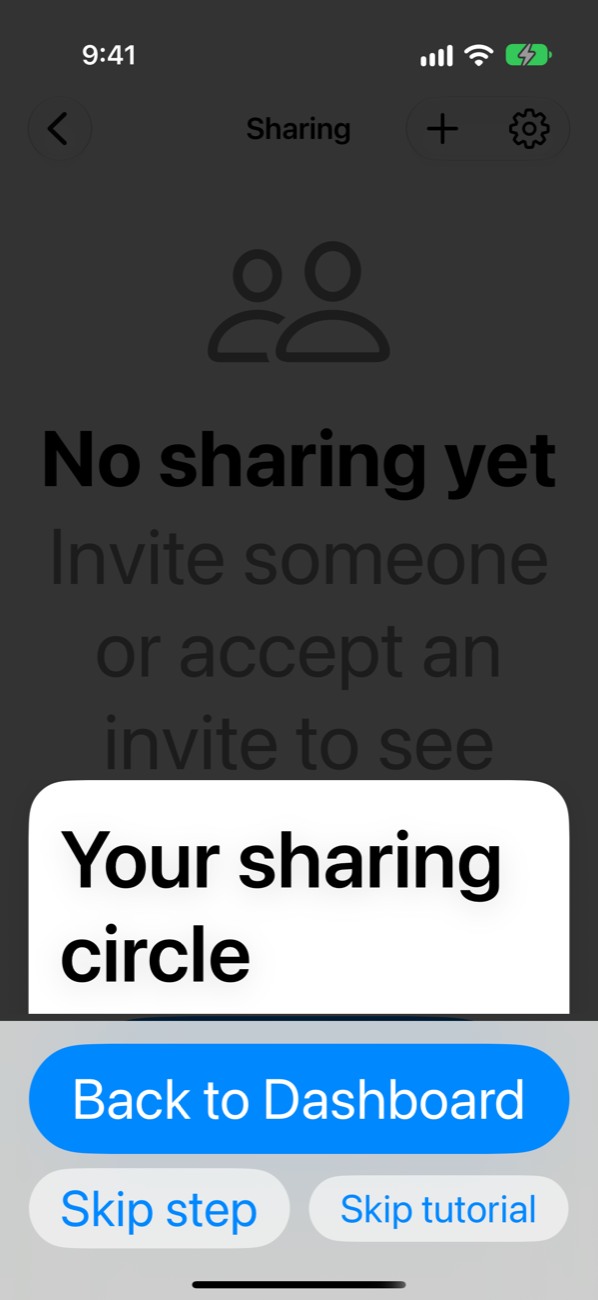 9:41
Sharing
No sharing yet
Invite someone
or accept an
invite to see
Your sharing
circle
Back to Dashboard
Skip step
Skip tutorial